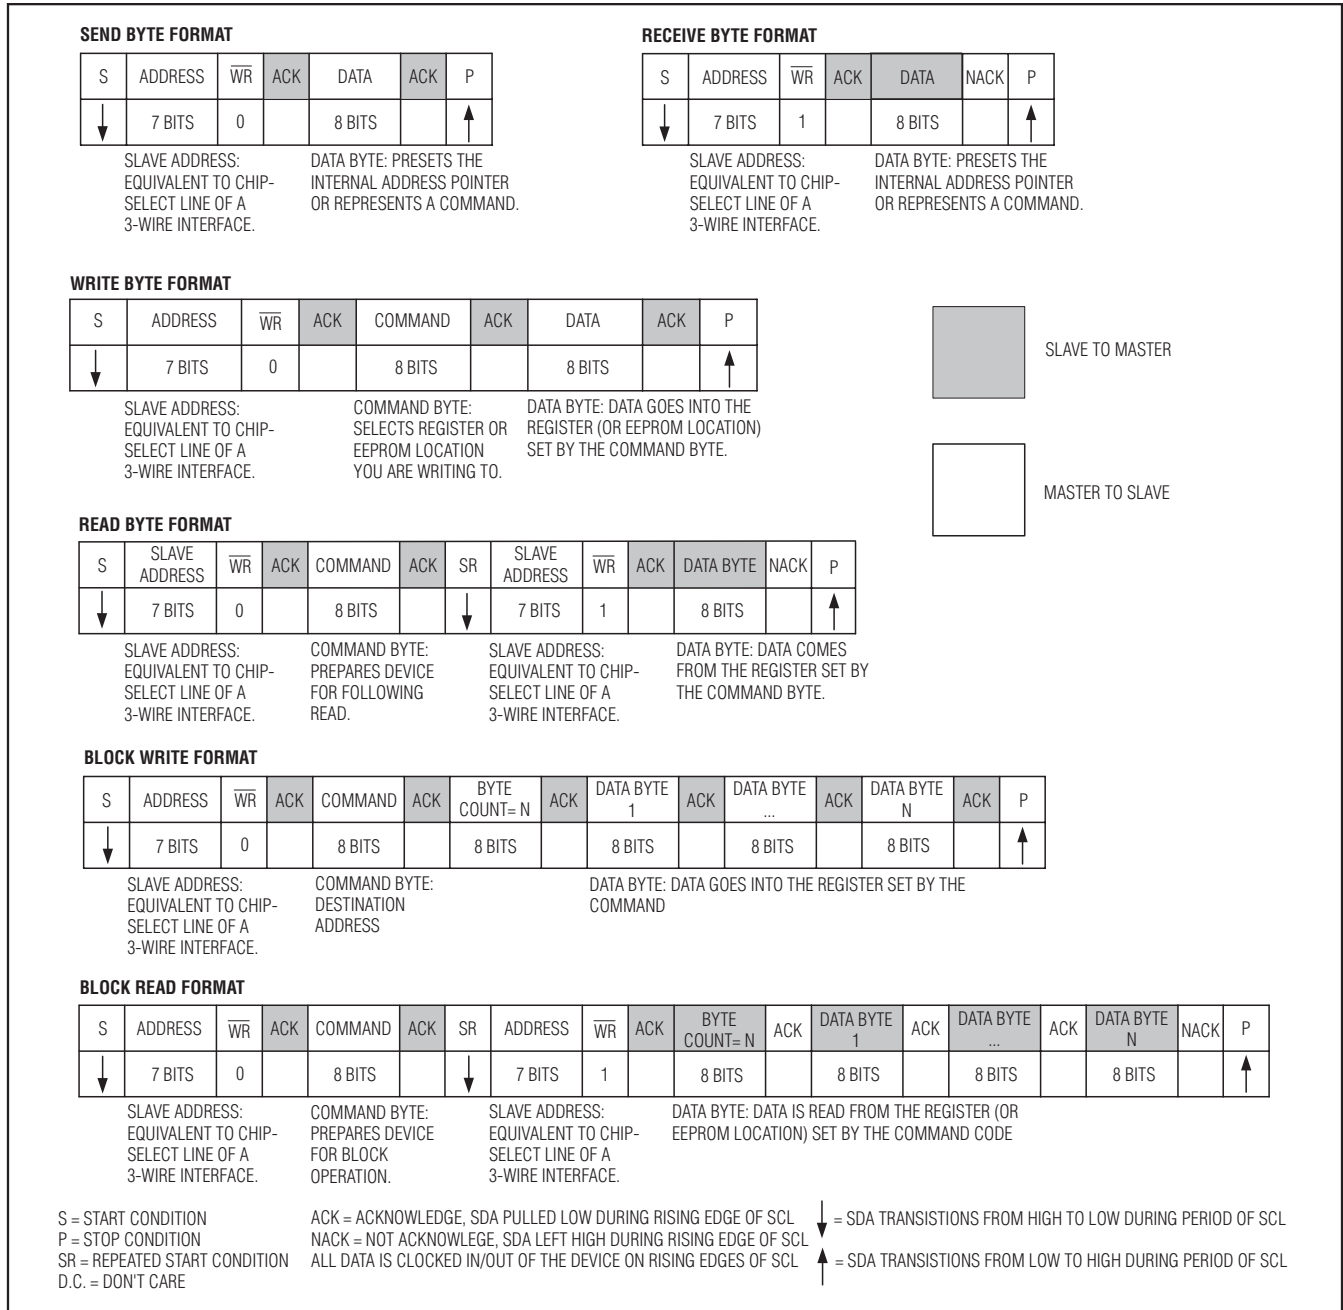 SEND BYTE FORMAT
S ADDRESS WR ACK DATA ACK P
7 BITS 0 8 BITS
SLAVE ADDRESS:
EQUIVALENT TO CHIP-
SELECT LINE OF A
3-WIRE INTERFACE.
DATA BYTE: PRESETS THE
INTERNAL ADDRESS POINTER
OR REPRESENTS A COMMAND.
RECEIVE BYTE FORMAT
S ADDRESS WR ACK DATA NACK P
7 BITS 1 8 BITS
SLAVE ADDRESS:
EQUIVALENT TO CHIP-
SELECT LINE OF A
3-WIRE INTERFACE.
DATA BYTE: PRESETS THE
INTERNAL ADDRESS POINTER
OR REPRESENTS A COMMAND.
WRITE BYTE FORMAT
S ADDRESS WR ACK COMMAND ACK DATA ACK P
7 BITS 0 8 BITS 8 BITS
SLAVE ADDRESS:
EQUIVALENT TO CHIP-
SELECT LINE OF A
3-WIRE INTERFACE.
COMMAND BYTE:
SELECTS REGISTER OR
EEPROM LOCATION
YOU ARE WRITING TO.
DATA BYTE: DATA GOES INTO THE
REGISTER (OR EEPROM LOCATION)
SET BY THE COMMAND BYTE.
SLAVE TO MASTER
MASTER TO SLAVE
READ BYTE FORMAT
S SLAVE ADDRESS WR ACK COMMAND ACK SR SLAVE ADDRESS WR ACK DATA BYTE NACK P
7 BITS 0 8 BITS 7 BITS 1 8 BITS
SLAVE ADDRESS:
EQUIVALENT TO CHIP-
SELECT LINE OF A
3-WIRE INTERFACE.
COMMAND BYTE:
PREPARES DEVICE
FOR FOLLOWING
READ.
SLAVE ADDRESS:
EQUIVALENT TO CHIP-
SELECT LINE OF A
3-WIRE INTERFACE.
DATA BYTE: DATA COMES
FROM THE REGISTER SET BY
THE COMMAND BYTE.
BLOCK WRITE FORMAT
S ADDRESS WR ACK COMMAND ACK BYTE COUNT= N ACK DATA BYTE 1 ACK DATA BYTE ... ACK DATA BYTE N ACK P
7 BITS 0 8 BITS 8 BITS 8 BITS 8 BITS 8 BITS
SLAVE ADDRESS:
EQUIVALENT TO CHIP-
SELECT LINE OF A
3-WIRE INTERFACE.
COMMAND BYTE:
DESTINATION
ADDRESS
DATA BYTE: DATA GOES INTO THE REGISTER SET BY THE
COMMAND
BLOCK READ FORMAT
S ADDRESS WR ACK COMMAND ACK SR ADDRESS WR ACK BYTE COUNT= N ACK DATA BYTE 1 ACK DATA BYTE ... ACK DATA BYTE N NACK P
7 BITS 0 8 BITS 7 BITS 1 8 BITS 8 BITS 8 BITS 8 BITS
SLAVE ADDRESS:
EQUIVALENT TO CHIP-
SELECT LINE OF A
3-WIRE INTERFACE.
COMMAND BYTE:
PREPARES DEVICE
FOR BLOCK
OPERATION.
SLAVE ADDRESS:
EQUIVALENT TO CHIP-
SELECT LINE OF A
3-WIRE INTERFACE.
DATA BYTE: DATA IS READ FROM THE REGISTER (OR
EEPROM LOCATION) SET BY THE COMMAND CODE
S = START CONDITION
P = STOP CONDITION
SR = REPEATED START CONDITION
D.C. = DON'T CARE
ACK = ACKNOWLEDGE, SDA PULLED LOW DURING RISING EDGE OF SCL
NACK = NOT ACKNOWLEGE, SDA LEFT HIGH DURING RISING EDGE OF SCL
ALL DATA IS CLOCKED IN/OUT OF THE DEVICE ON RISING EDGES OF SCL
= SDA TRANSISTIONS FROM HIGH TO LOW DURING PERIOD OF SCL
= SDA TRANSISTIONS FROM LOW TO HIGH DURING PERIOD OF SCL